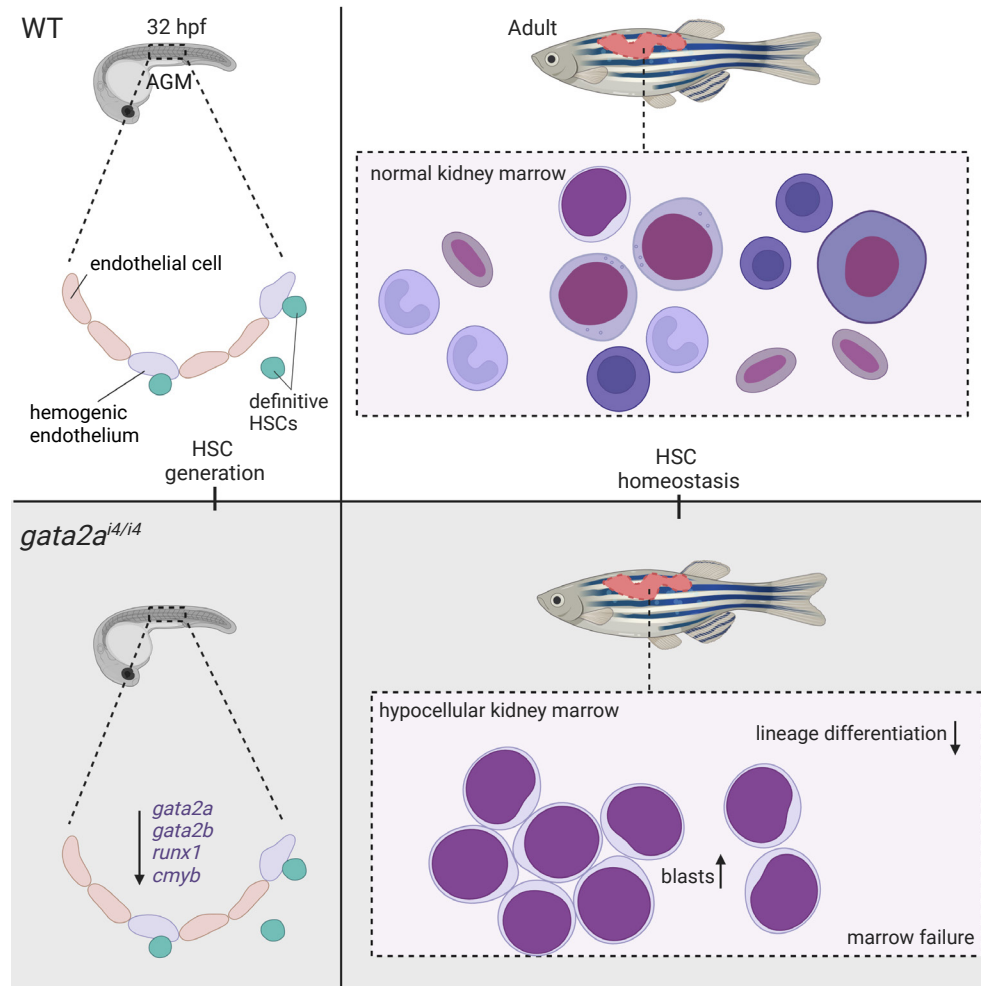 WT
32 hpf
AGM
endothelial cell
hemogenic
endothelium
definitive
HSCs
HSC
generation
Adult
normal kidney marrow
HSC
homeostasis
gata2a^i4/i4
gata2a
gata2b
runx1
cmyb
hypocellular kidney marrow
lineage differentiation
blasts
marrow failure